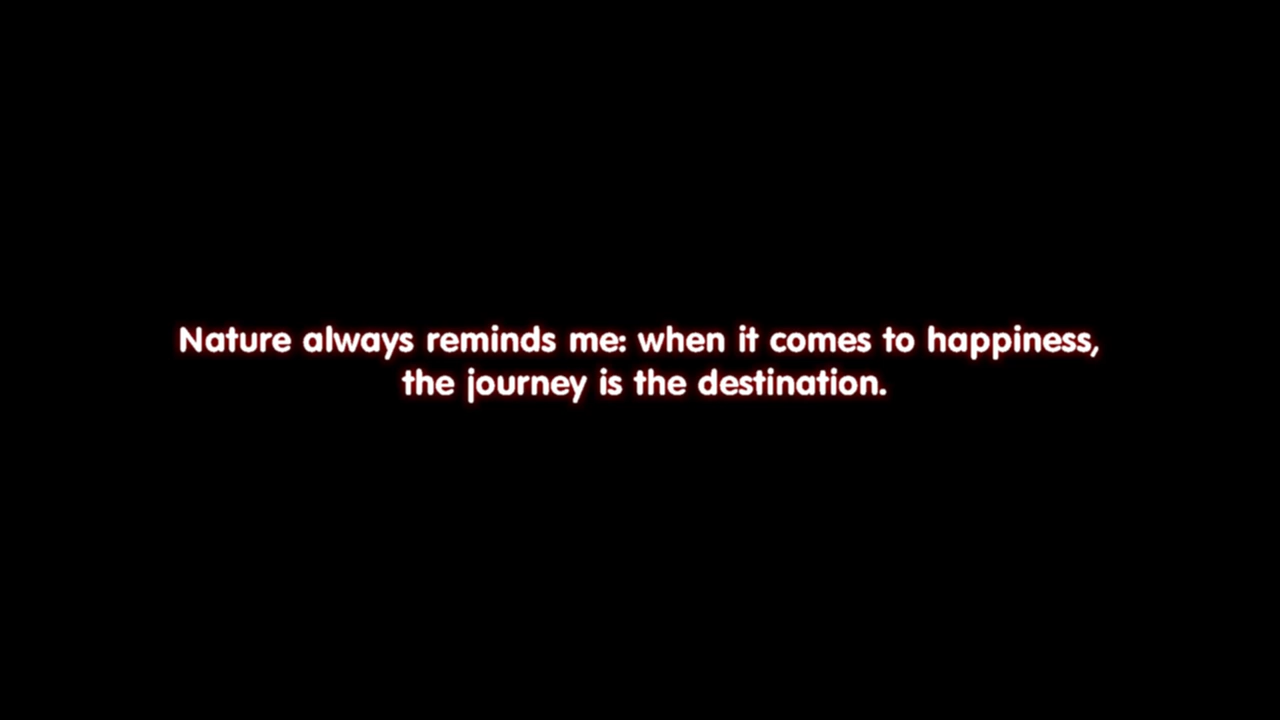 Nature always reminds me: when it comes to happiness,
the journey is the destination.